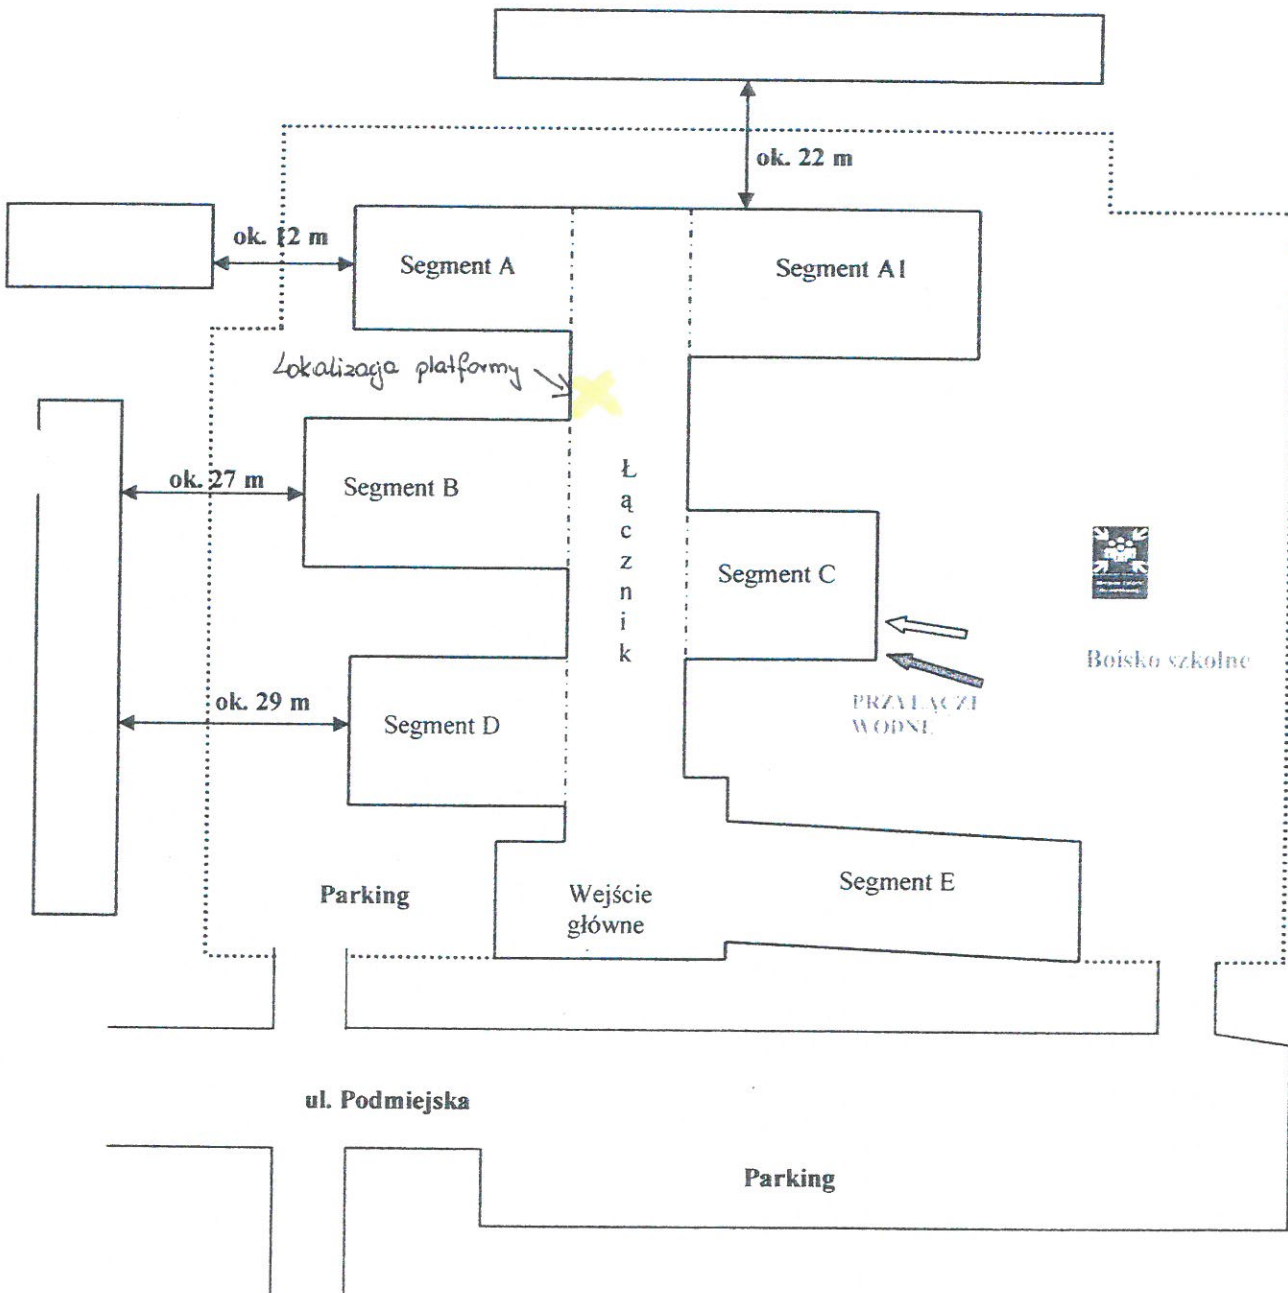 ok. 22 m
ok. 12 m
Segment A
Segment A1
Lokalizacja platformy
ok. 27 m
Segment B
Łącznik
Segment C
Boisko szkolne
PRZYŁĄCZE
WODNE
ok. 29 m
Segment D
Parking
Wejście
główne
Segment E
ul. Podmiejska
Parking